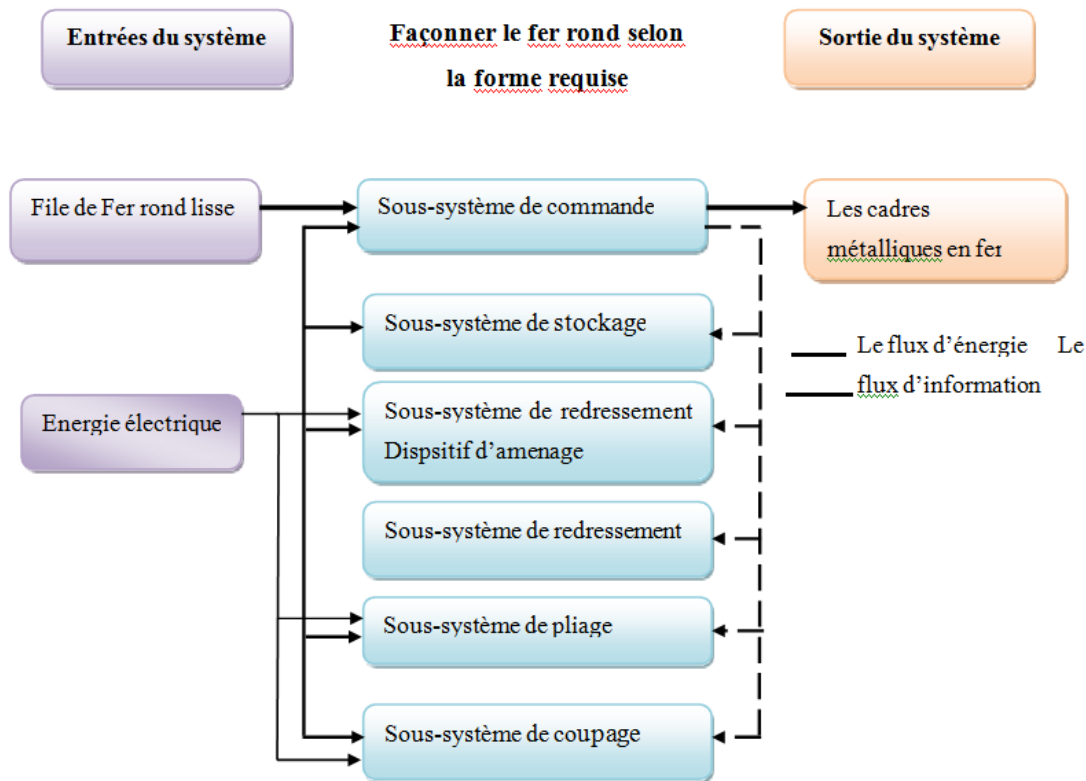 Entrées du système
Façonner le fer rond selon
la forme requise
Sortie du système
File de Fer rond lisse
Sous-système de commande
Les cadres
métalliques en fer
Sous-système de stockage
Le flux d’énergie Le
flux d’information
Energie électrique
Sous-système de redressement
Dispsitif d’amenage
Sous-système de redressement
Sous-système de pliage
Sous-système de coupage